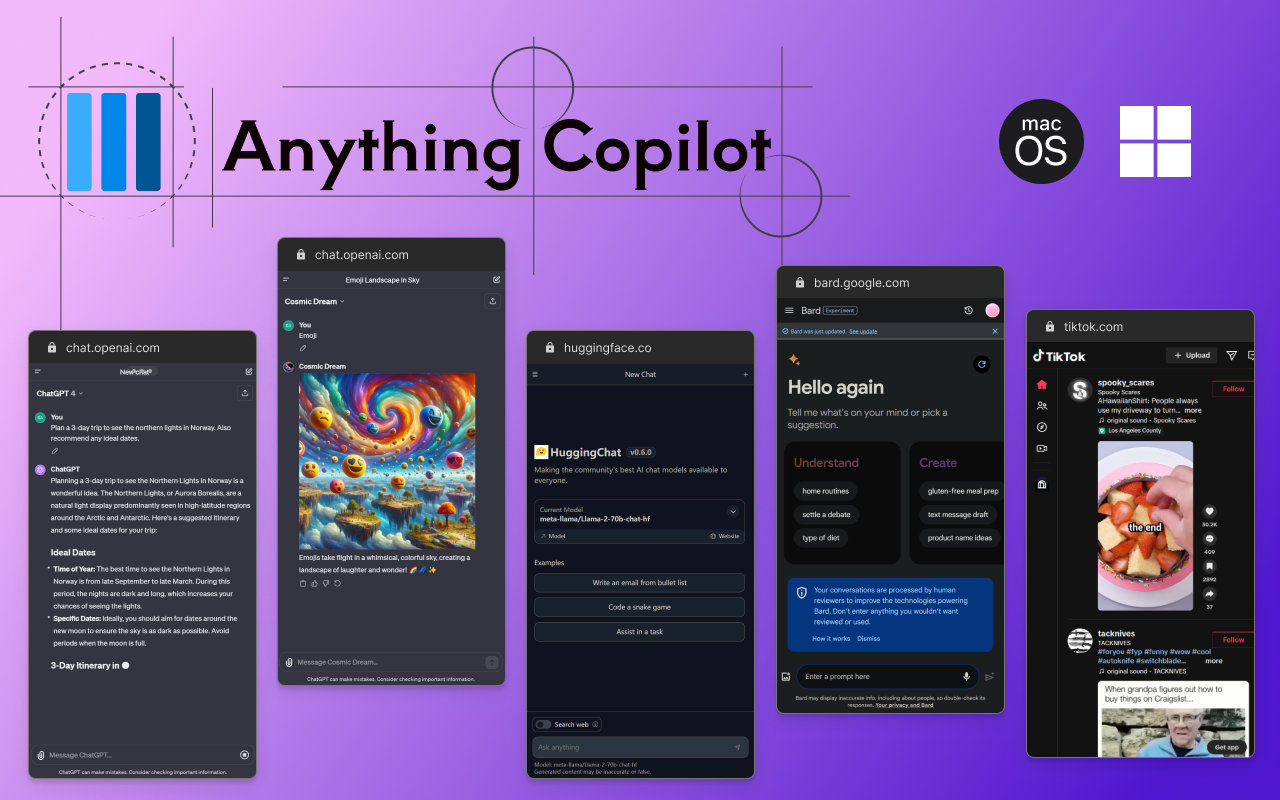 Anything Copilot
mac
OS
chat.openai.com
ChatGPT 4
BA
You
Plan a 3-day trip to see the northern lights in Norway. Also
recommend any ideal dates.
ChatGPT
Planning a 3-day trip to see the Northern Lights in Norway is a
wonderful idea. The Northern Lights, or Aurora Borealis, are a
natural light display predominantly seen in high-latitude regions
around the Arctic and Antarctic. Here's a suggested itinerary
and some ideal dates for your trip:
Ideal Dates
• Time of Year: The best time to see the Northern Lights in
Norway is from late September to late March. During this
period, the nights are dark and long, which increases your
chances of seeing the lights.
• Specific Dates: Ideally, you should aim for dates around the
new moon to ensure the sky is as dark as possible. Avoid
periods when the moon is full.
3-Day Itinerary in
Message ChatGPT...
ChatGPT can make mistakes. Consider checking important information.
chat.openai.com
Emoji Landscape in Sky
Cosmic Dream
BA
You
Emoji
Cosmic Dream
Emojis take flight in a whimsical, colorful sky, creating a
landscape of laughter and wonder! 🌈🌌✨
Message Cosmic Dream...
ChatGPT can make mistakes. Consider checking important information.
huggingface.co
New Chat
+
HuggingChat v0.6.0
Making the community's best AI chat models available to
everyone.
Current Model
meta-llama/Llama-2-70b-chat-hf
Model
Website
Examples
Write an email from bullet list
Code a snake game
Assist in a task
Search web
Ask anything
Model: meta-llama/Llama-2-70b-chat-hf
Generated content may be inaccurate or false.
bard.google.com
Bard Experiment
Bard was just updated. See update
Hello again
Tell me what's on your mind or pick a
suggestion.
Understand
home routines
settle a debate
type of diet
Create
gluten-free meal prep
text message draft
product name ideas
Your conversations are processed by human
reviewers to improve the technologies powering
Bard. Don't enter anything you wouldn't want
reviewed or used.
How it works Dismiss
Enter a prompt here
Bard may display inaccurate info, including about people, so double-check its
responses. Your privacy and Bard
tiktok.com
TikTok
+ Upload
spooky_scares
Spooky Scares
Follow
AHawaiianShirt: People always
use my driveway to turn... more
original sound - Spooky Scares
Los Angeles County
the end
30.2K
409
2892
37
tacknives
TACKNIVES
Follow
#foryou #fyp #funny #wow #cool
#autoknife #switchblade... more
original sound - TACKNIVES
When grandpa figures out how to
buy things on Craigslist....
Get app